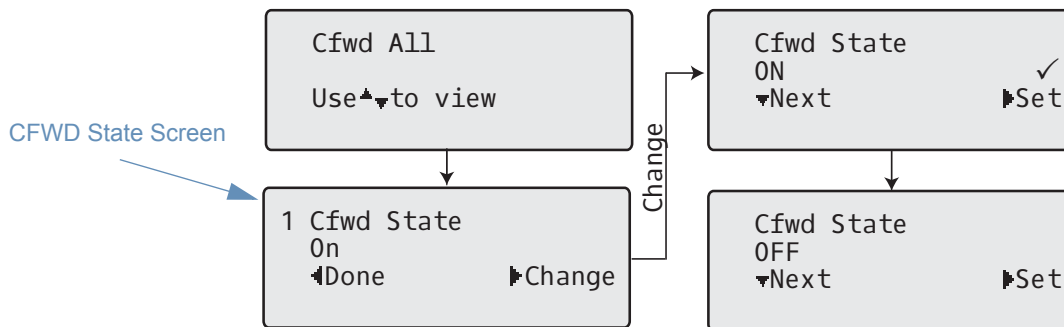 Cfwd All
Use▲▼to view
CFWD State Screen
1 Cfwd State
On
◀Done ▶Change
Change
Cfwd State
ON ✓
▼Next ▶Set
Cfwd State
OFF
▼Next ▶Set